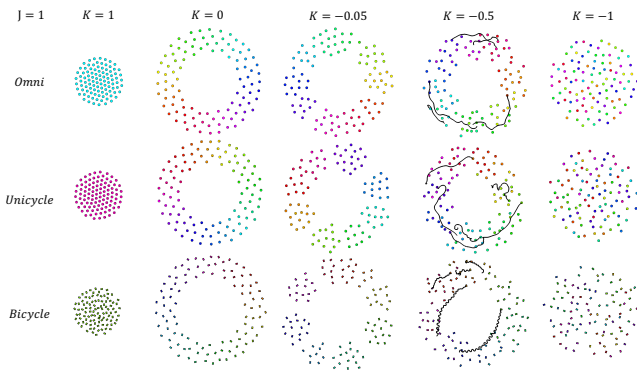 J = 1 K = 1 K = 0 K = −0.05 K = −0.5 K = −1
Omni
Unicycle
Bicycle